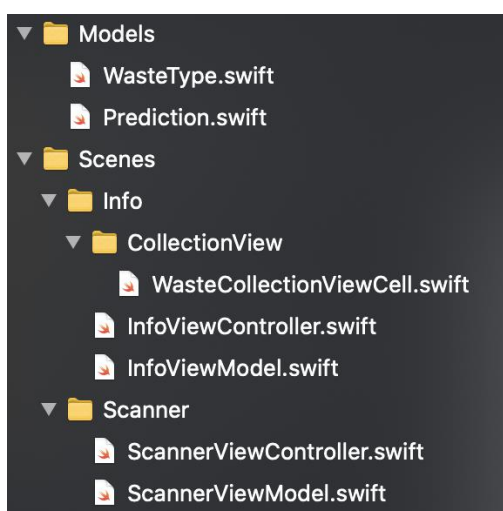 Models
WasteType.swift
Prediction.swift
Scenes
Info
CollectionView
WasteCollectionViewCell.swift
InfoViewController.swift
InfoViewModel.swift
Scanner
ScannerViewController.swift
ScannerViewModel.swift